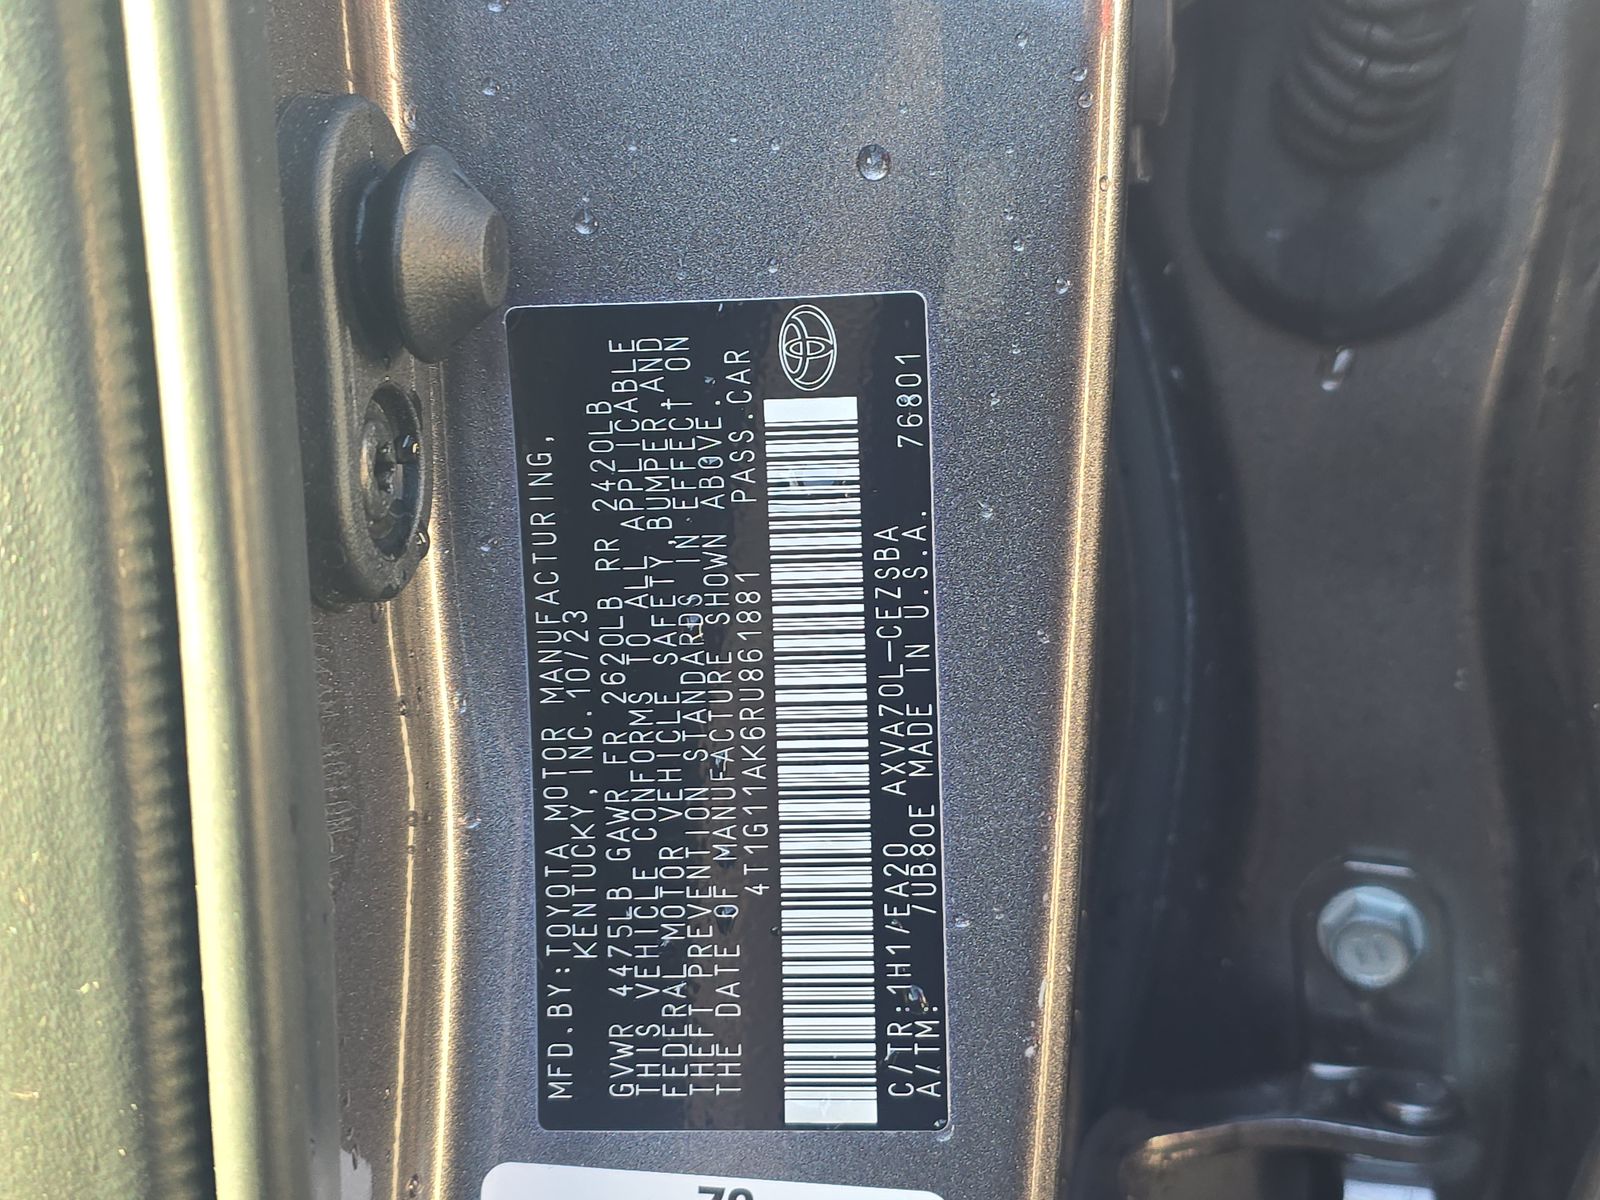 MFD.BY:TOYOTA MOTOR MANUFACTURING,
KENTUCKY,INC. 10/23
GVWR 4475LB GAWR FR 2620LB RR 2420LB
THIS VEHICLE CONFORMS TO ALL APPLICABLE
FEDERAL MOTOR VEHICLE SAFETY,BUMPER,AND
THEFT PREVENTION STANDARDS IN EFFECT ON
THE DATE OF MANUFACTURE SHOWN ABOVE.
4T1G11AK6RU861881 PASS.CAR
C/TR:1H1/EA20 AXVA70L-CEZSBA 76801
A/TM: /UB80E MADE IN U.S.A.